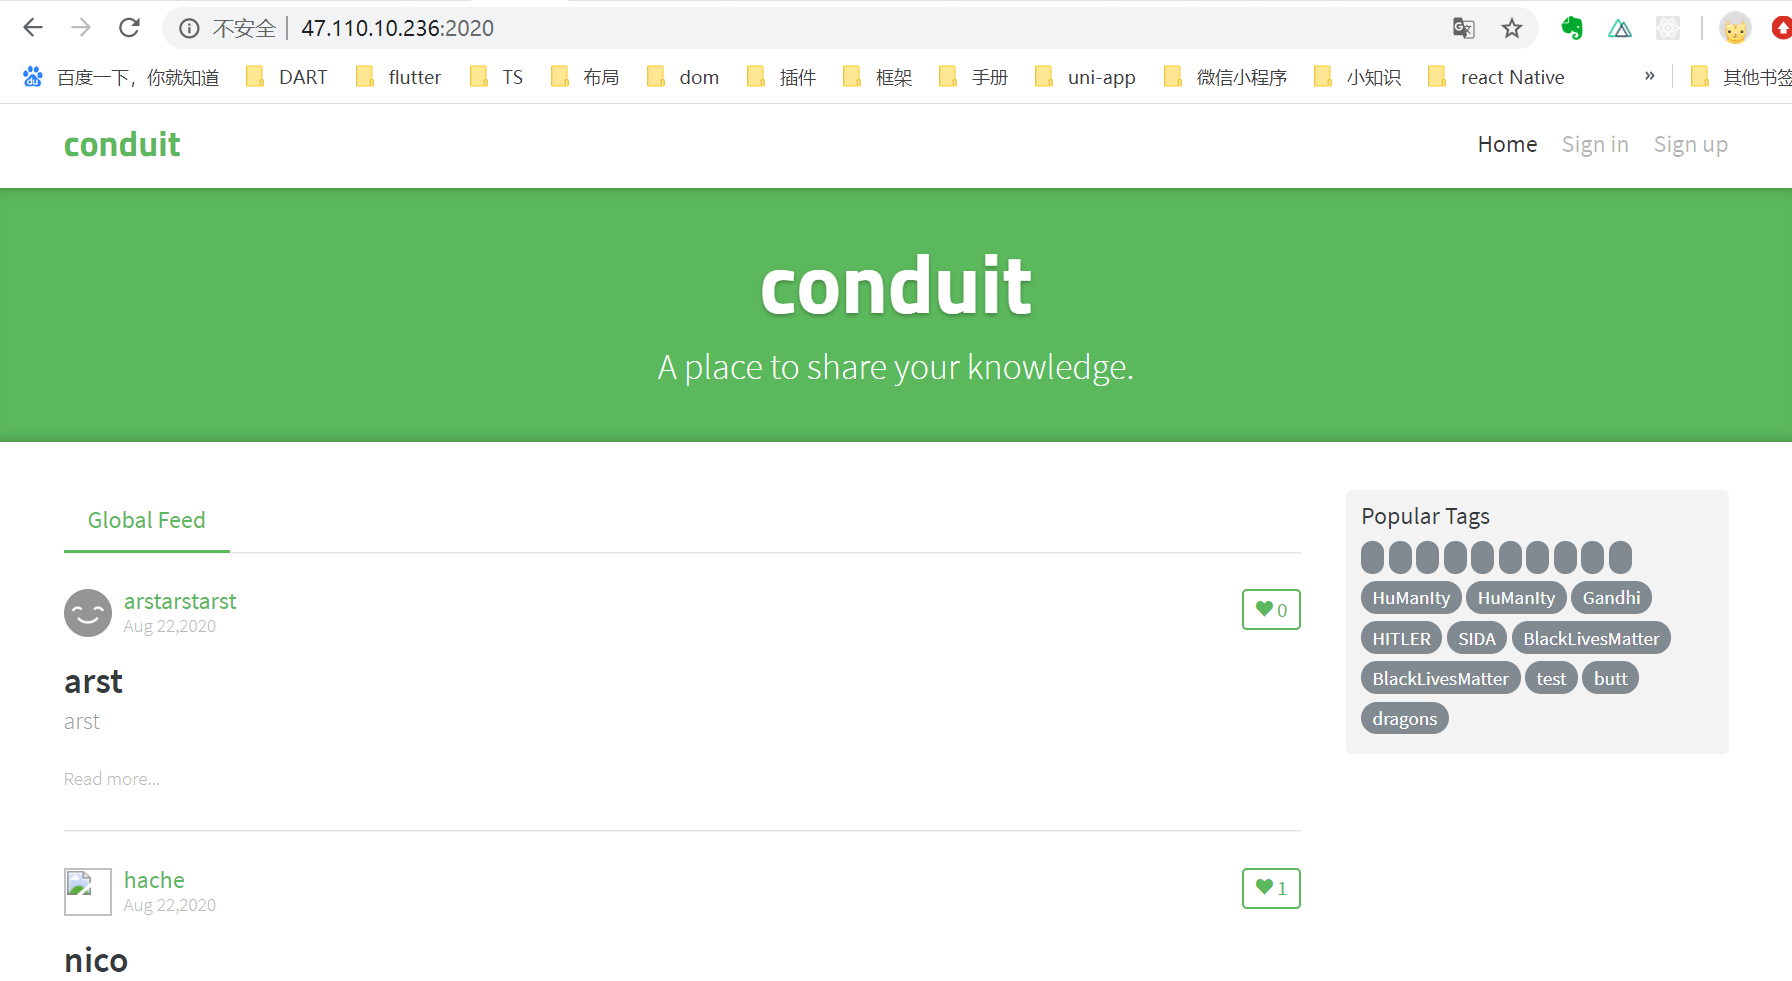 不安全 47.110.10.236:2020
百度一下，你就知道 DART flutter TS 布局 dom 插件 框架 手册 uni-app 微信小程序 小知识 react Native » 其他书签
conduit Home Sign in Sign up
conduit
A place to share your knowledge.
Global Feed
arstarstarst
Aug 22,2020
0
arst
arst
Read more...
hache
Aug 22,2020
1
nico
Popular Tags
HuManIty HuManIty Gandhi
HITLER SIDA BlackLivesMatter
BlackLivesMatter test butt
dragons